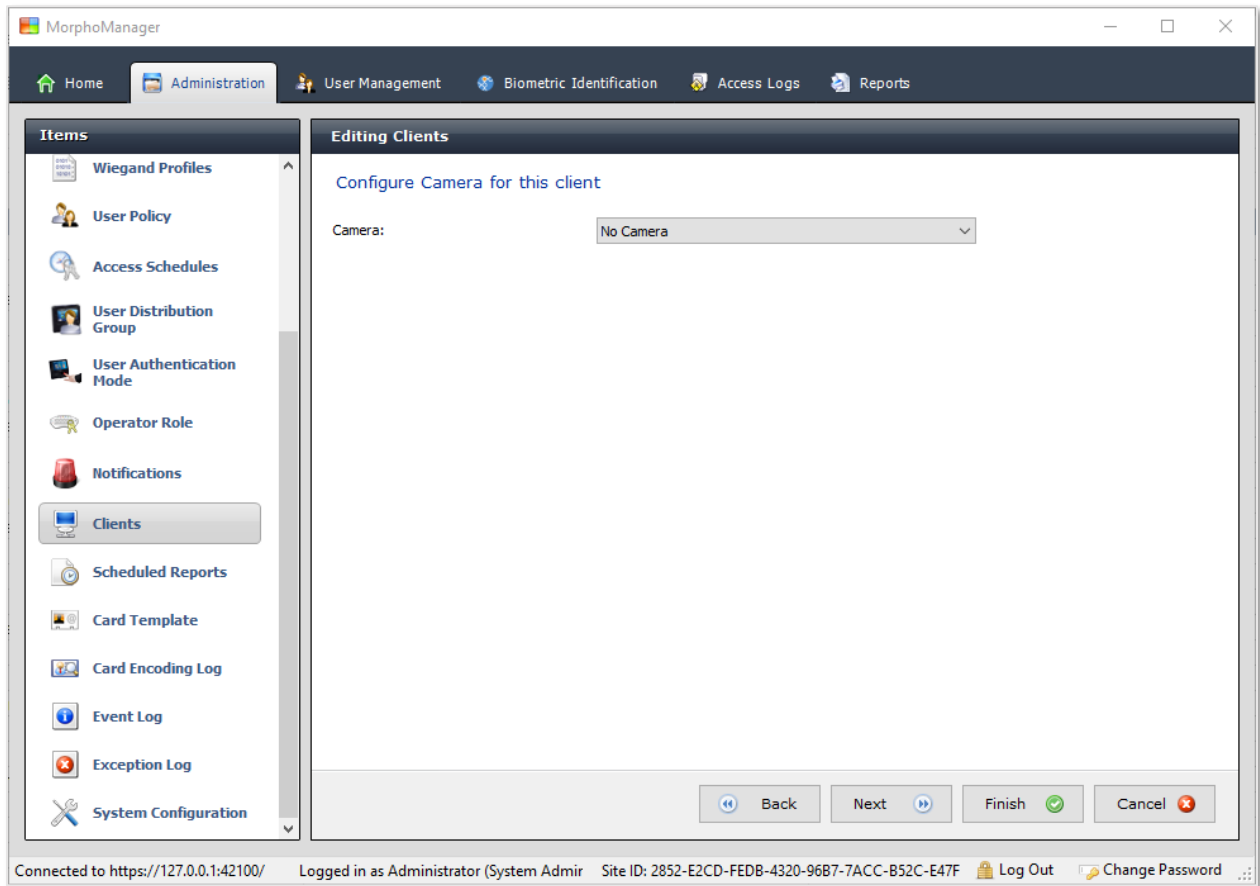 MorphoManager
Home Administration User Management Biometric Identification Access Logs Reports
Items
Wiegand Profiles
User Policy
Access Schedules
User Distribution
Group
User Authentication
Mode
Operator Role
Notifications
Clients
Scheduled Reports
Card Template
Card Encoding Log
Event Log
Exception Log
System Configuration
Editing Clients
Configure Camera for this client
Camera: No Camera
Back Next Finish Cancel
Connected to https://127.0.0.1:42100/ Logged in as Administrator (System Admir Site ID: 2852-E2CD-FEDB-4320-96B7-7ACC-B52C-E47F Log Out Change Password